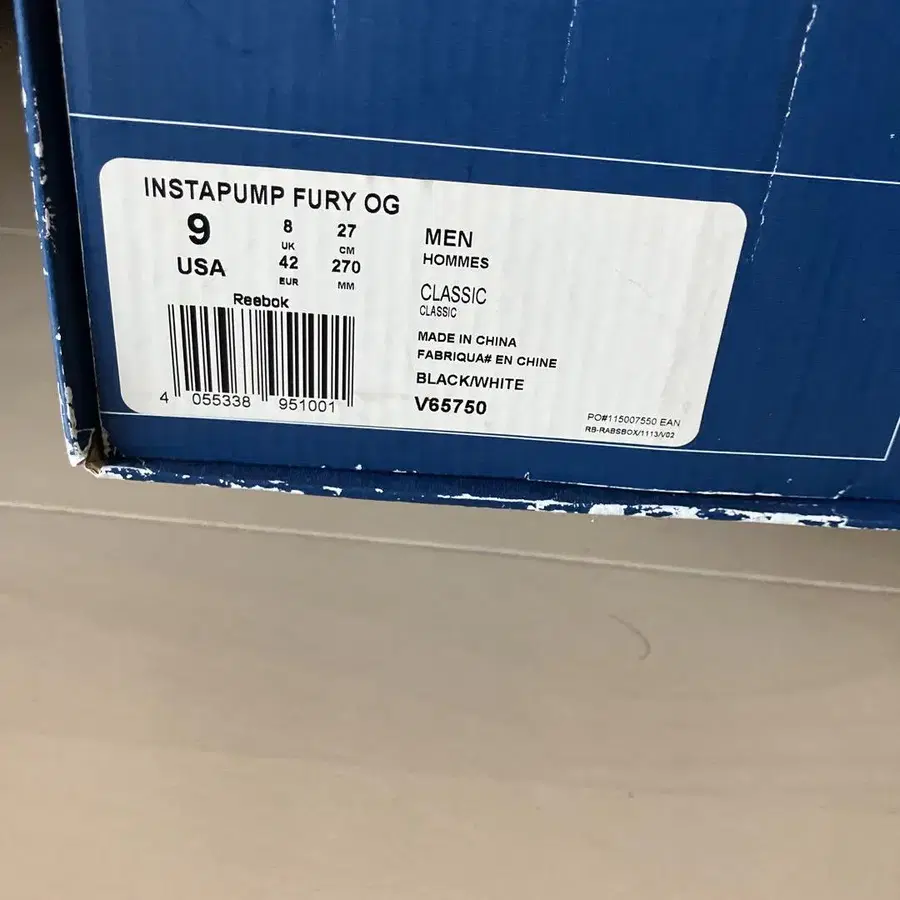 INSTAPUMP FURY OG
9 8 27
UK CM
USA 42 270
EUR MM
Reebok
4 055338 951001
MEN
HOMMES
CLASSIC
CLASSIC
MADE IN CHINA
FABRIQUA# EN CHINE
BLACK/WHITE
V65750
PO#115007550 EAN
RB-RABSBOX/1113/V02